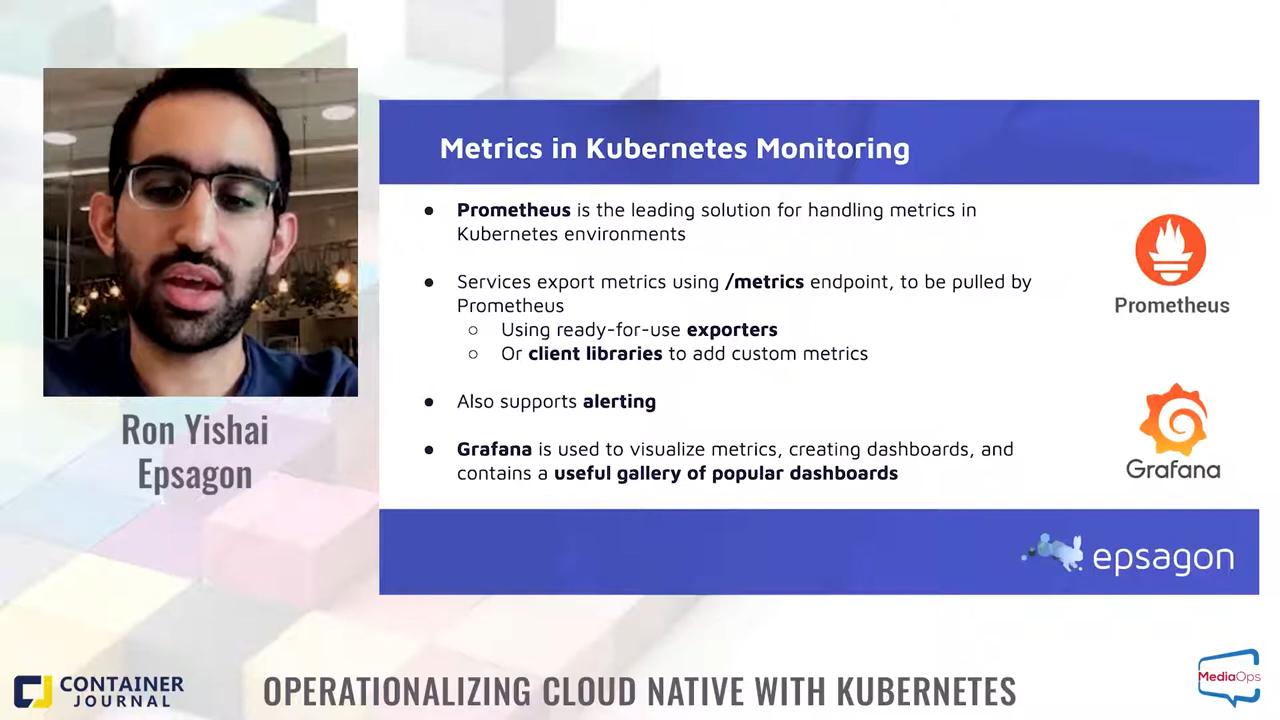 Metrics in Kubernetes Monitoring
● Prometheus is the leading solution for handling metrics in
Kubernetes environments
● Services export metrics using /metrics endpoint, to be pulled by
Prometheus
○ Using ready-for-use exporters
○ Or client libraries to add custom metrics
● Also supports alerting
● Grafana is used to visualize metrics, creating dashboards, and
contains a useful gallery of popular dashboards
Prometheus
Grafana
epsagon
Ron Yishai
Epsagon
CONTAINER
JOURNAL
OPERATIONALIZING CLOUD NATIVE WITH KUBERNETES
MediaOps